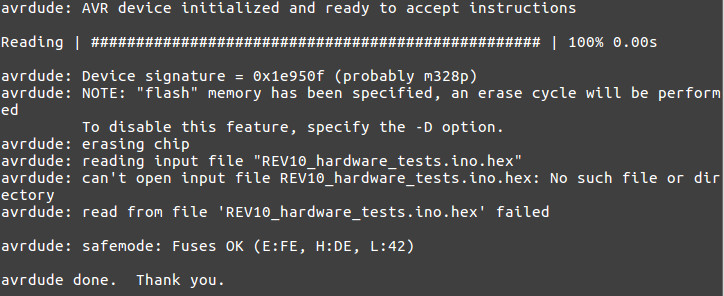 avrdude: AVR device initialized and ready to accept instructions
Reading | ################################################## | 100% 0.00s
avrdude: Device signature = 0x1e950f (probably m328p)
avrdude: NOTE: "flash" memory has been specified, an erase cycle will be perform
ed
To disable this feature, specify the -D option.
avrdude: erasing chip
avrdude: reading input file "REV10_hardware_tests.ino.hex"
avrdude: can't open input file REV10_hardware_tests.ino.hex: No such file or dir
ectory
avrdude: read from file 'REV10_hardware_tests.ino.hex' failed
avrdude: safemode: Fuses OK (E:FE, H:DE, L:42)
avrdude done.  Thank you.